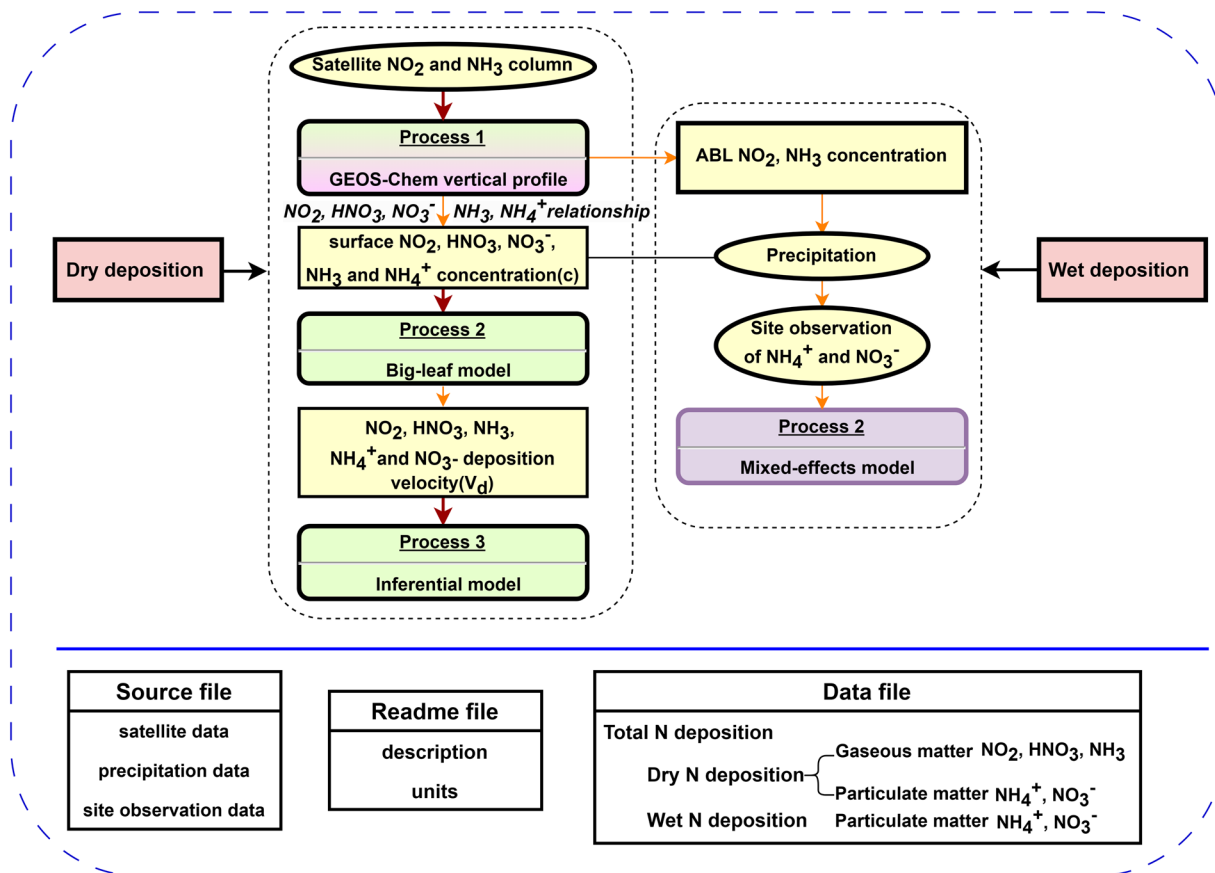 Satellite NO₂ and NH₃ column
Process 1
GEOS-Chem vertical profile
NO₂, HNO₃, NO₃⁻ NH₃, NH₄⁺ relationship
surface NO₂, HNO₃, NO₃⁻,
NH₃ and NH₄⁺ concentration(c)
Process 2
Big-leaf model
NO₂, HNO₃, NH₃,
NH₄⁺and NO₃- deposition
velocity(V_d)
Process 3
Inferential model
Dry deposition
ABL NO₂, NH₃ concentration
Precipitation
Site observation
of NH₄⁺ and NO₃⁻
Process 2
Mixed-effects model
Wet deposition
Source file
satellite data
precipitation data
site observation data
Readme file
description
units
Data file
Total N deposition
Gaseous matter NO₂, HNO₃, NH₃
Dry N deposition
Particulate matter NH₄⁺, NO₃⁻
Wet N deposition Particulate matter NH₄⁺, NO₃⁻